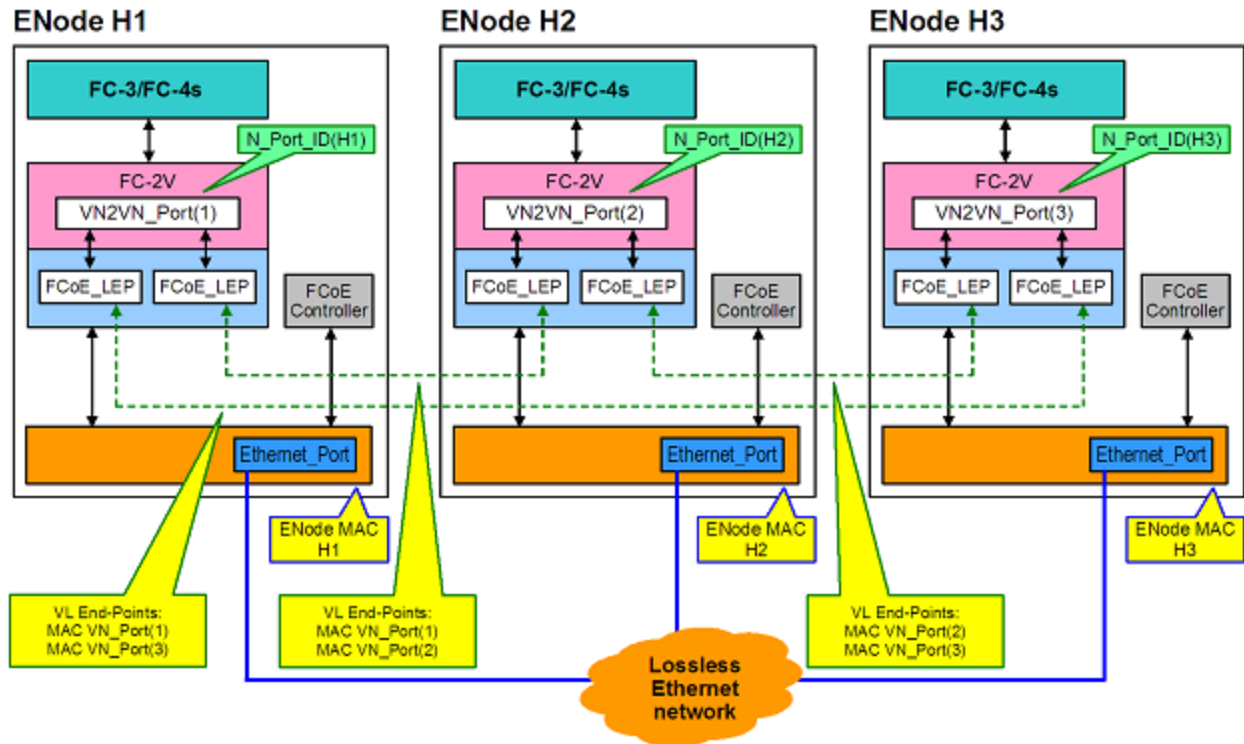 ENode H1
ENode H2
ENode H3
FC-3/FC-4s
FC-3/FC-4s
FC-3/FC-4s
N_Port_ID(H1)
N_Port_ID(H2)
N_Port_ID(H3)
FC-2V
FC-2V
FC-2V
VN2VN_Port(1)
VN2VN_Port(2)
VN2VN_Port(3)
FCoE_LEP
FCoE_LEP
FCoE
Controller
FCoE_LEP
FCoE_LEP
FCoE
Controller
FCoE_LEP
FCoE_LEP
FCoE
Controller
Ethernet_Port
Ethernet_Port
Ethernet_Port
ENode MAC
H1
ENode MAC
H2
ENode MAC
H3
VL End-Points:
MAC VN_Port(1)
MAC VN_Port(3)
VL End-Points:
MAC VN_Port(1)
MAC VN_Port(2)
VL End-Points:
MAC VN_Port(2)
MAC VN_Port(3)
Lossless
Ethernet
network